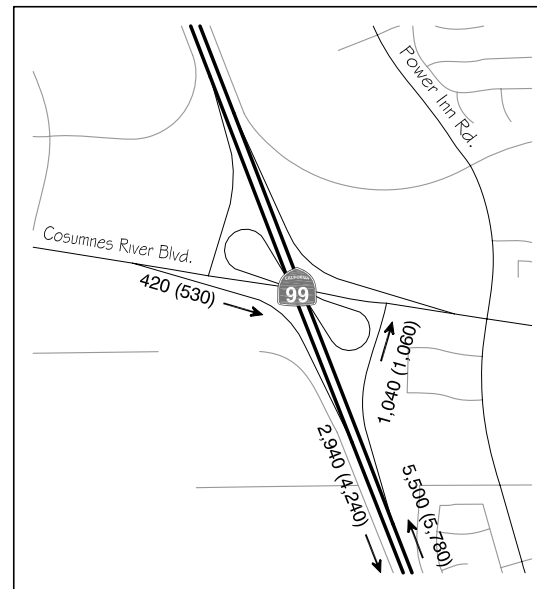 Power Inn Rd.
Cosumnes River Blvd.
420 (530)
CALIFORNIA
99
1,040 (1,060)
2,940 (4,240)
5,500 (5,780)